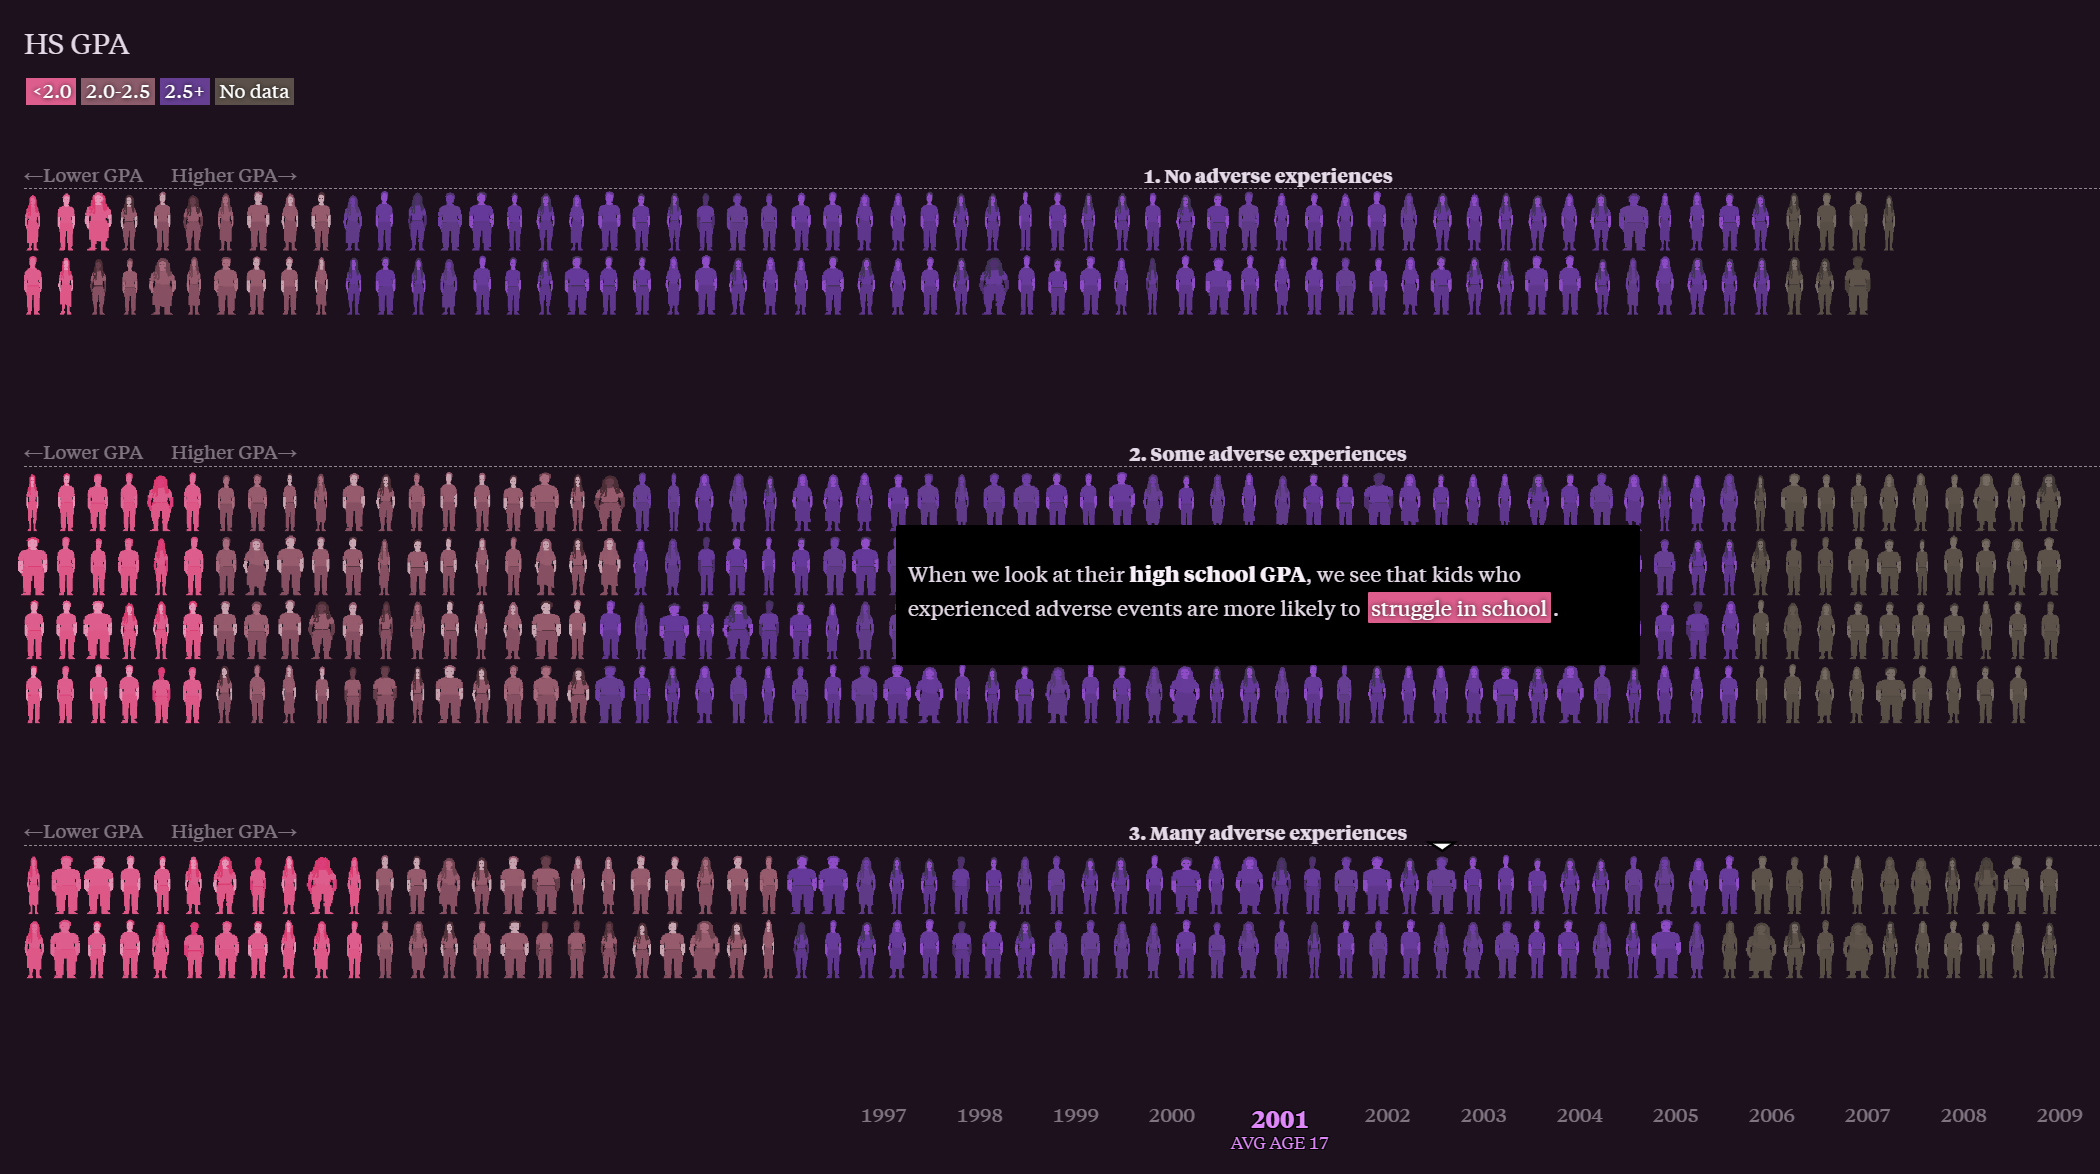 HS GPA
<2.0 2.0-2.5 2.5+ No data
←Lower GPA Higher GPA→ 1. No adverse experiences
←Lower GPA Higher GPA→ 2. Some adverse experiences
When we look at their high school GPA, we see that kids who
experienced adverse events are more likely to struggle in school.
←Lower GPA Higher GPA→ 3. Many adverse experiences
1997 1998 1999 2000 2001 2002 2003 2004 2005 2006 2007 2008 2009
AVG AGE 17